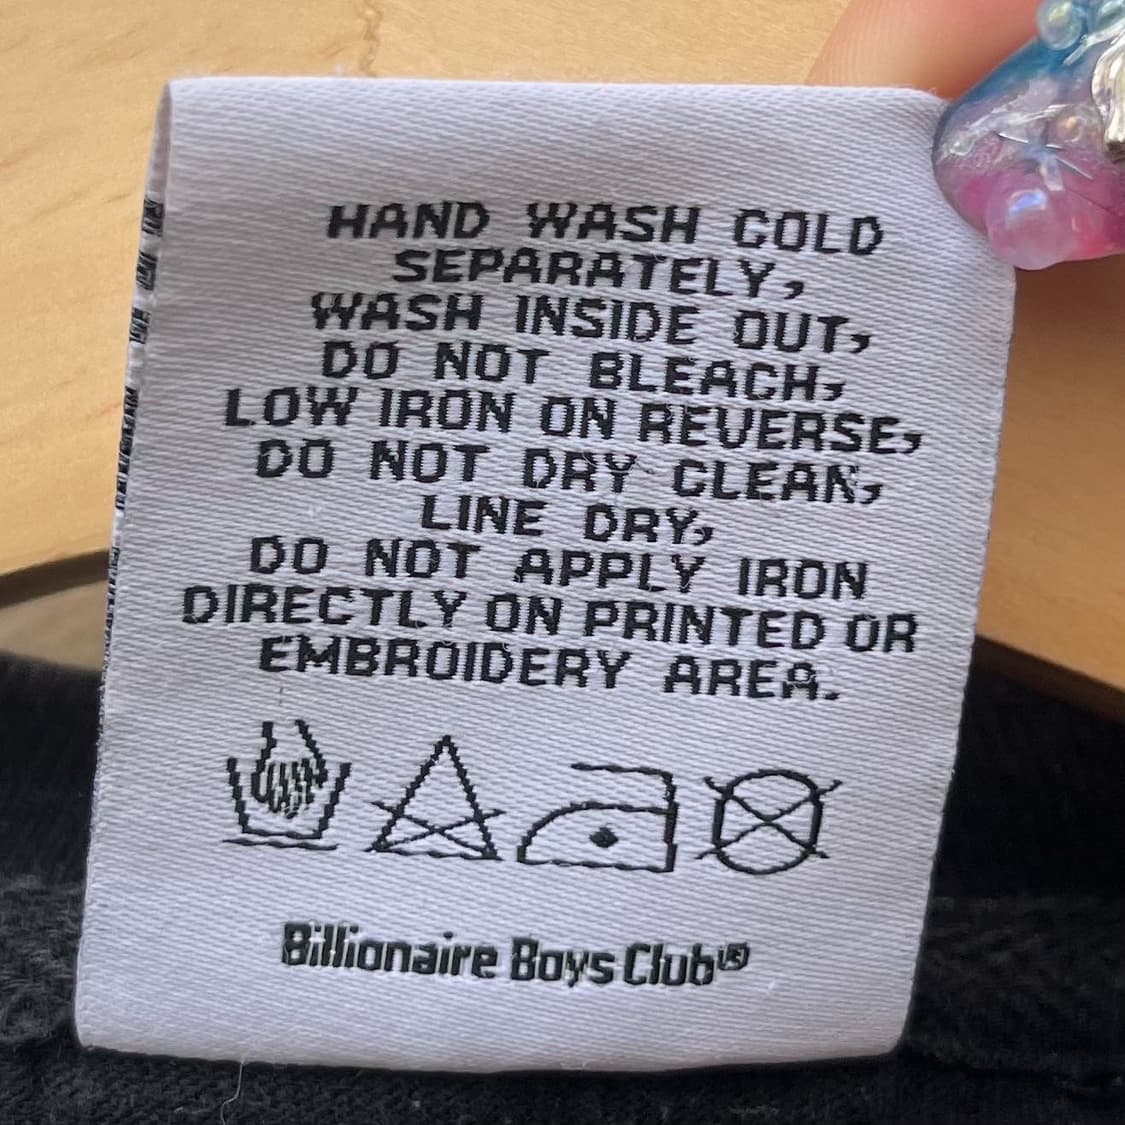 HAND WASH COLD
SEPARATELY,
WASH INSIDE OUT,
DO NOT BLEACH,
LOW IRON ON REVERSE,
DO NOT DRY CLEAN,
LINE DRY,
DO NOT APPLY IRON
DIRECTLY ON PRINTED OR
EMBROIDERY AREA.
Billionaire Boys Club